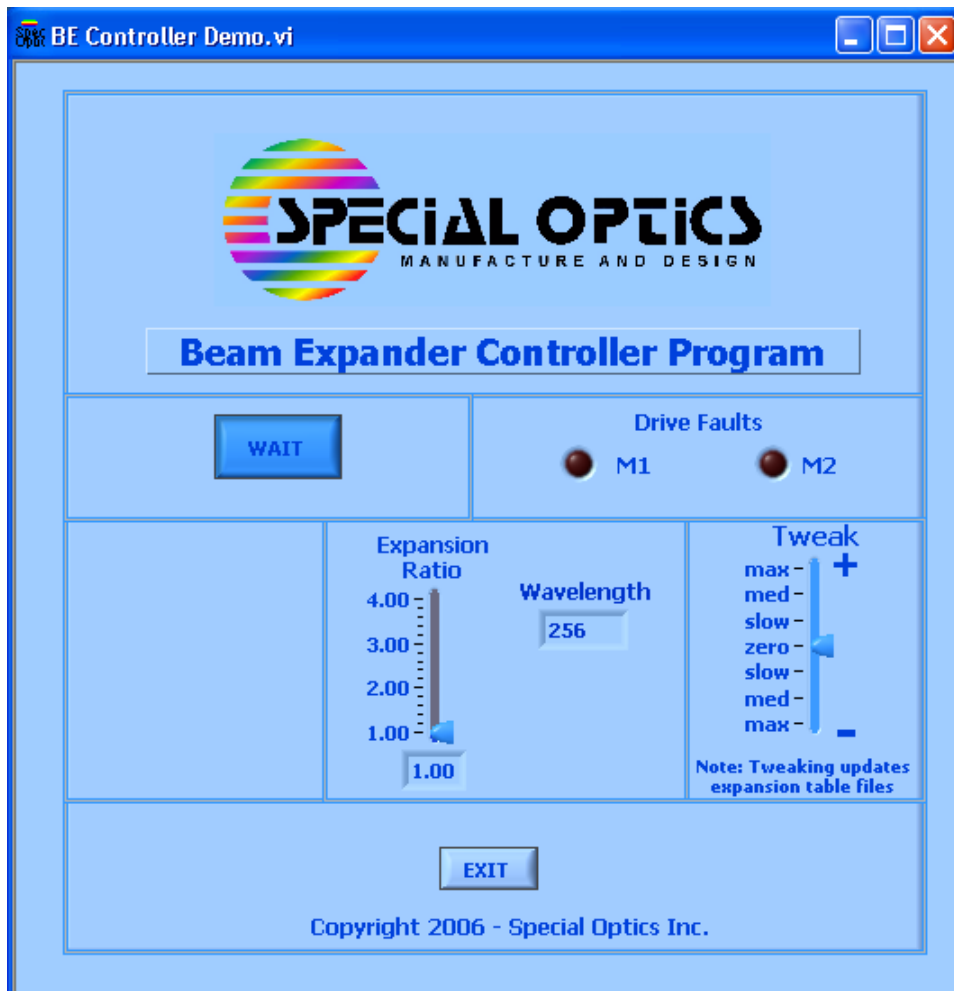 BE Controller Demo.vi
SPECiAL OPTiCS
MANUFACTURE AND DESIGN
Beam Expander Controller Program
WAIT
Drive Faults
M1
M2
Expansion
Ratio
4.00
3.00
2.00
1.00
1.00
Wavelength
256
Tweak
+
max
med
slow
zero
slow
med
max
-
Note: Tweaking updates
expansion table files
EXIT
Copyright 2006 - Special Optics Inc.